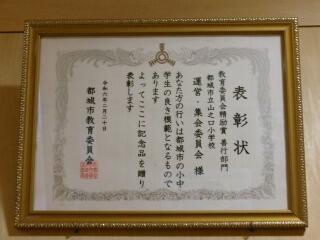 表彰状
教育委員会精励賞 善行部門
都城市立山之口小学校
運営・集会委員会 様
あなた方の行いは都城市の小中
学生の良き模範となるもので
あります
よってここに記念品を贈り
表彰します
令和六年二月二十日
都城市教育委員会